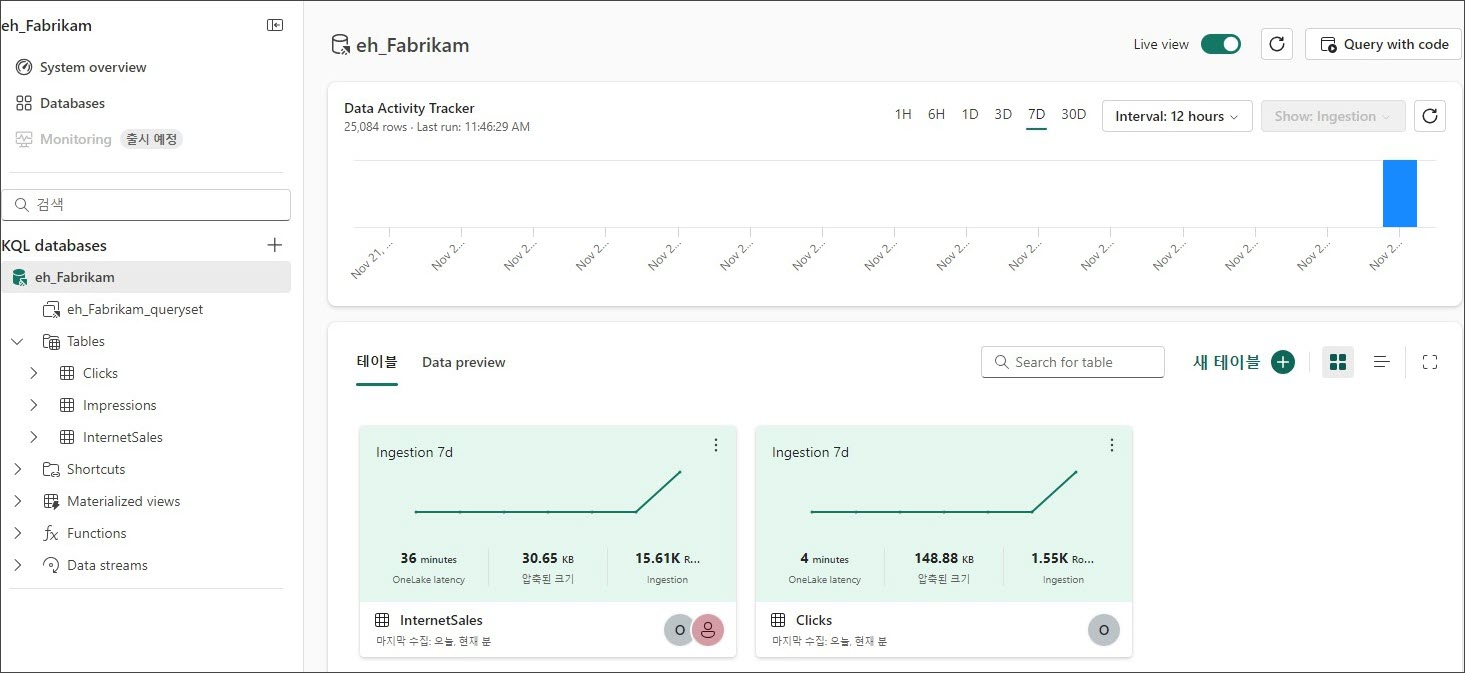 eh_Fabrikam
System overview
Databases
Monitoring 출시 예정
검색
KQL databases
eh_Fabrikam
eh_Fabrikam_queryset
Tables
Clicks
Impressions
InternetSales
Shortcuts
Materialized views
Functions
Data streams
eh_Fabrikam
Live view
Query with code
Data Activity Tracker
25,084 rows - Last run: 11:46:29 AM
1H 6H 1D 3D 7D 30D Interval: 12 hours Show: Ingestion
Nov 21, ... Nov 2... Nov 2... Nov 2... Nov 2... Nov 2... Nov 2... Nov 2... Nov 2... Nov 2... Nov 2... Nov 2... Nov 2... Nov 2... Nov 2...
테이블 Data preview Search for table 새 테이블
Ingestion 7d
36 minutes 30.65 KB 15.61K R...
OneLake latency 압축된 크기 Ingestion
InternetSales
마지막 수집: 오늘, 현재 분
O
Ingestion 7d
4 minutes 148.88 KB 1.55K Ro...
OneLake latency 압축된 크기 Ingestion
Clicks
마지막 수집: 오늘, 현재 분
O